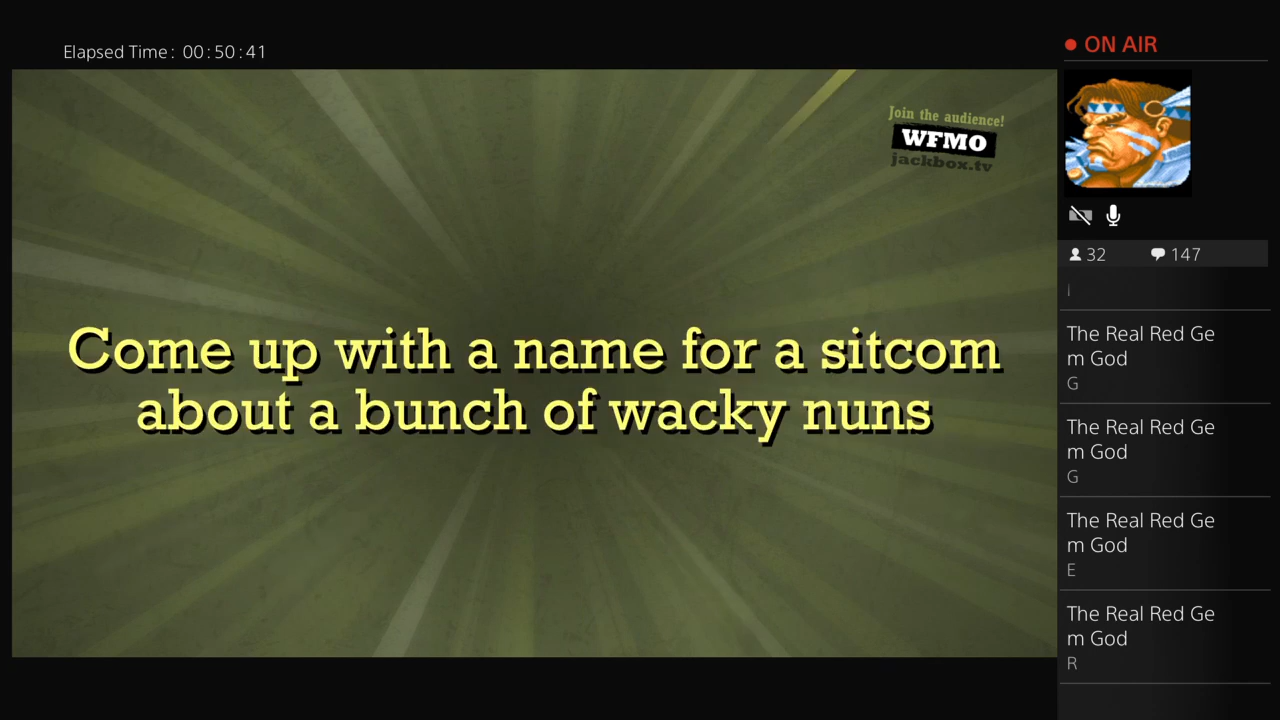 Elapsed Time: 00:50:41
ON AIR
Join the audience!
WFMO
jackbox.tv
32 147
Come up with a name for a sitcom
about a bunch of wacky nuns
The Real Red Ge
m God
G
The Real Red Ge
m God
G
The Real Red Ge
m God
E
The Real Red Ge
m God
R